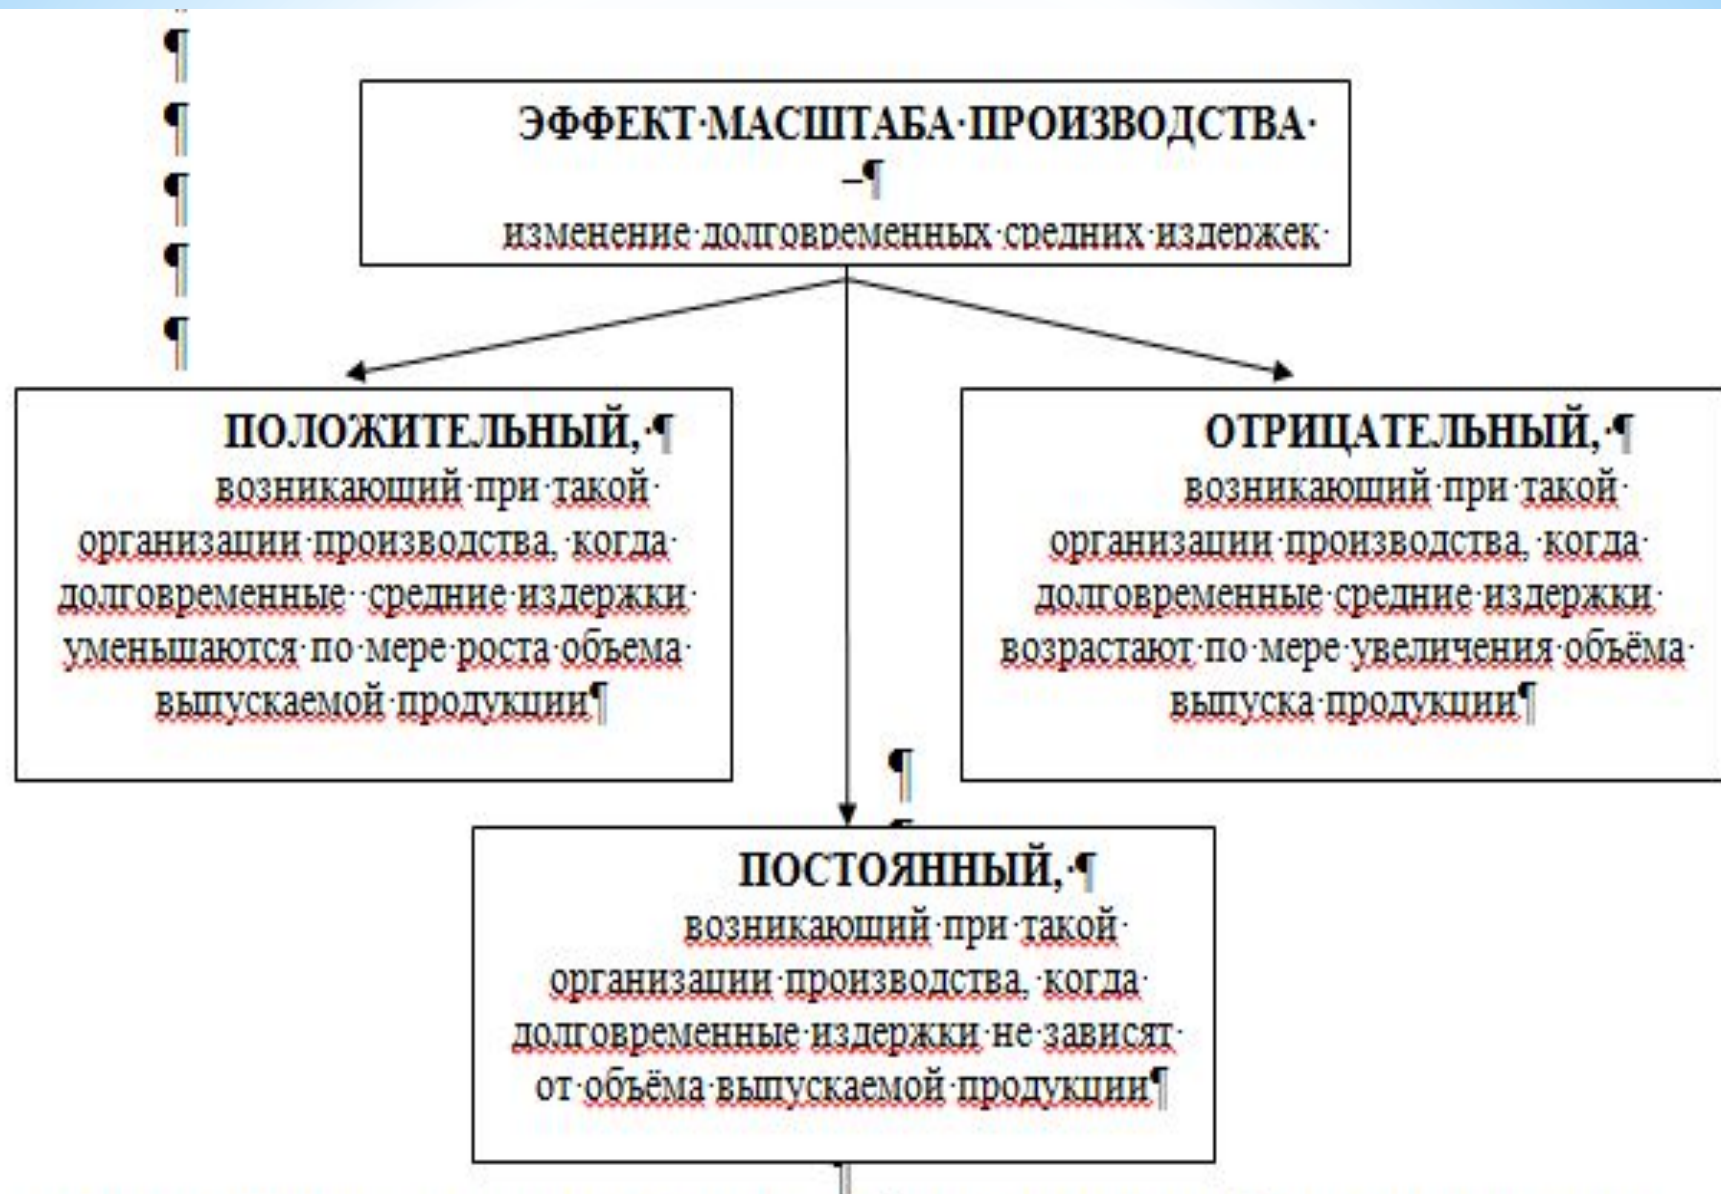 ЭФФЕКТ МАСШТАБА ПРОИЗВОДСТВА
–
изменение долговременных средних издержек
ПОЛОЖИТЕЛЬНЫЙ,
возникающий при такой
организации производства, когда
долговременные средние издержки
уменьшаются по мере роста объема
выпускаемой продукции
ОТРИЦАТЕЛЬНЫЙ,
возникающий при такой
организации производства, когда
долговременные средние издержки
возрастают по мере увеличения объёма
выпуска продукции
ПОСТОЯННЫЙ,
возникающий при такой
организации производства, когда
долговременные издержки не зависят
от объёма выпускаемой продукции